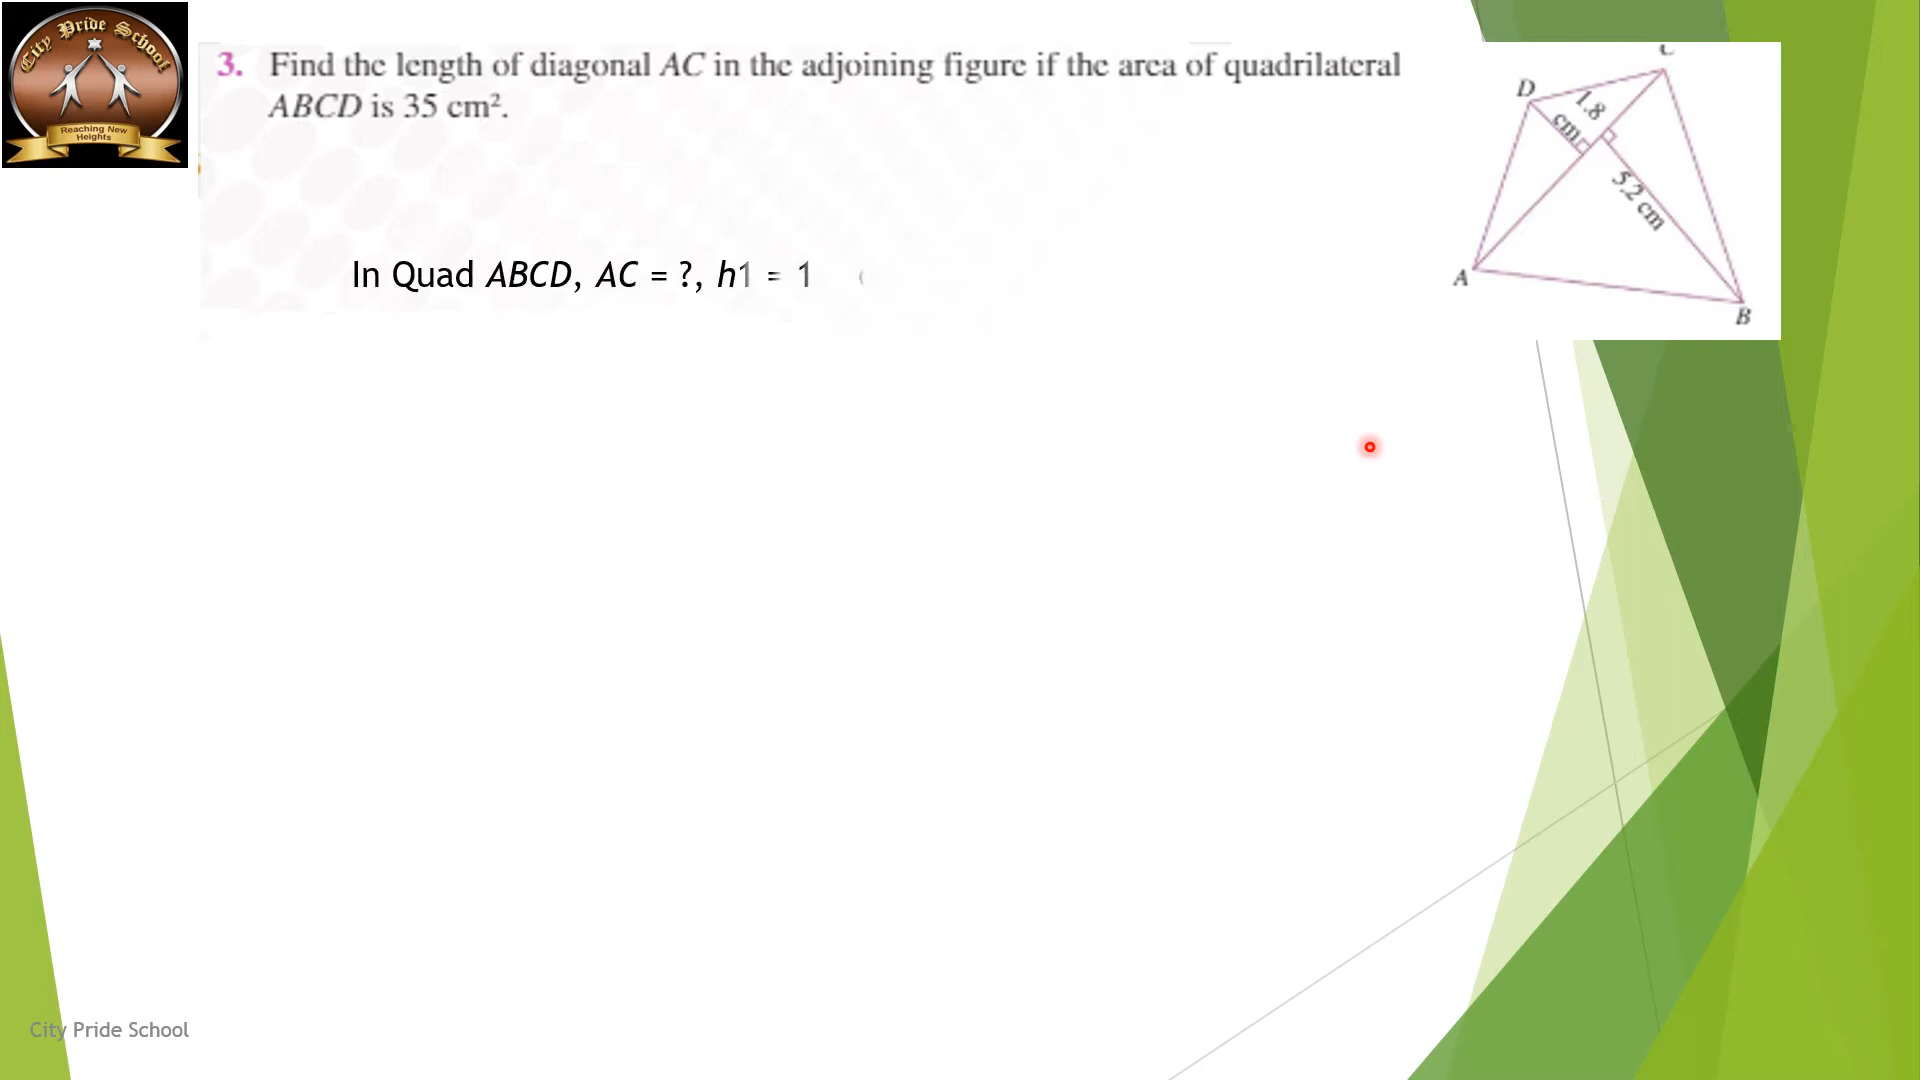 City Pride School
Reaching New
Heights
3. Find the length of diagonal AC in the adjoining figure if the area of quadrilateral
ABCD is 35 cm².
C
D
1.8
cm
5.2 cm
A
B
In Quad ABCD, AC = ?, h1 = 1
City Pride School